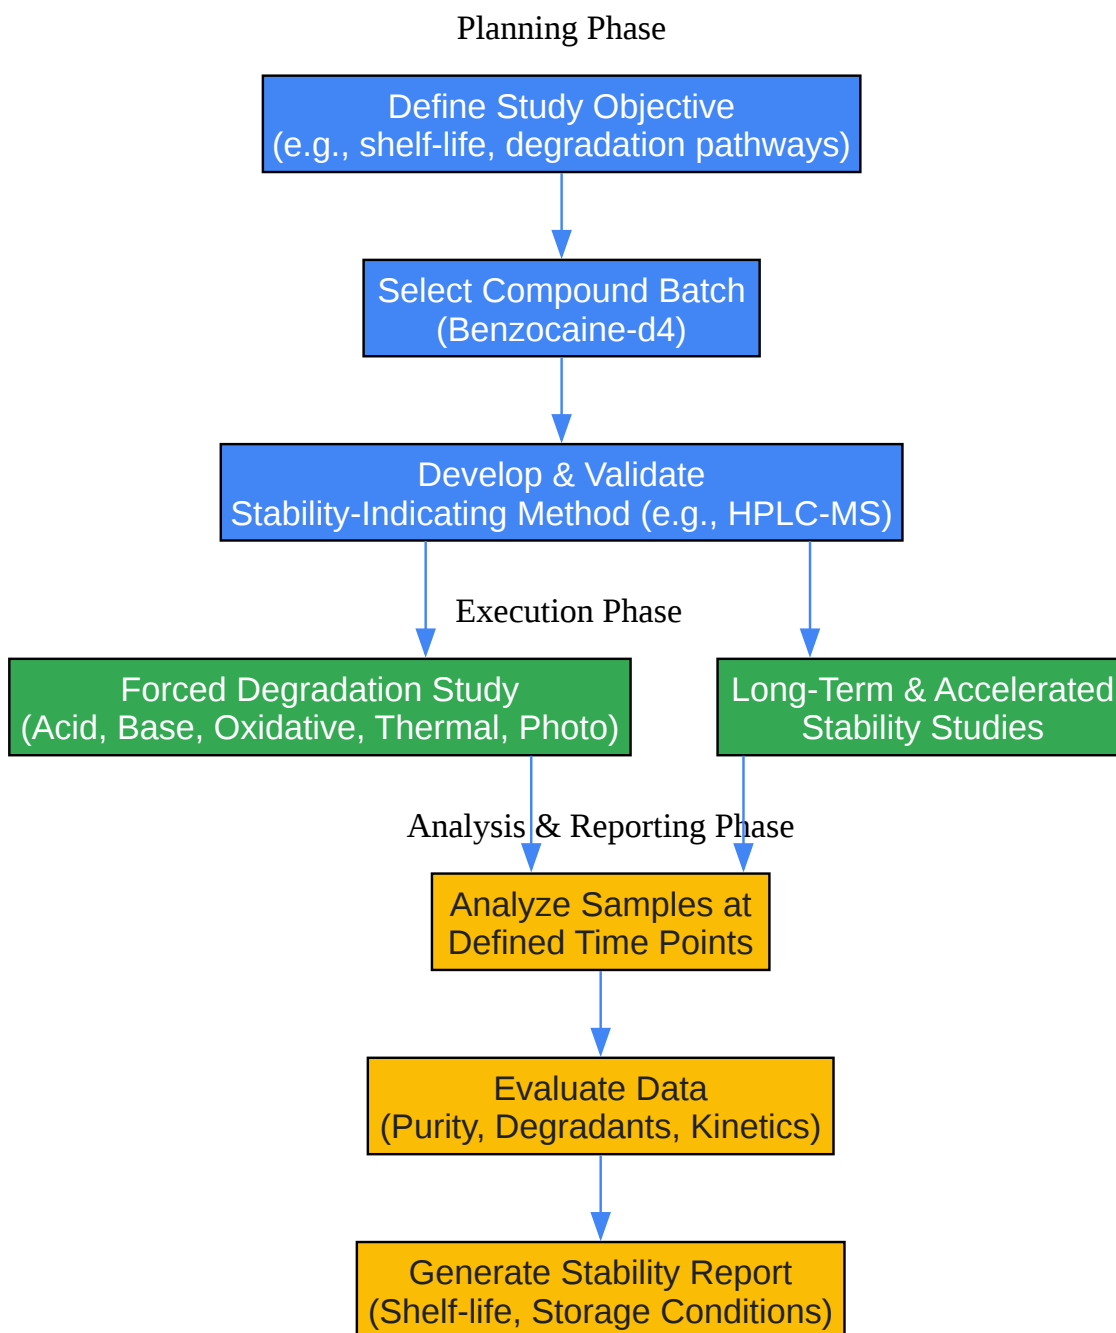 Planning Phase
Define Study Objective
(e.g., shelf-life, degradation pathways)
Select Compound Batch
(Benzocaine-d4)
Develop & Validate
Stability-Indicating Method (e.g., HPLC-MS)
Execution Phase
Forced Degradation Study
(Acid, Base, Oxidative, Thermal, Photo)
Long-Term & Accelerated
Stability Studies
Analysis & Reporting Phase
Analyze Samples at
Defined Time Points
Evaluate Data
(Purity, Degradants, Kinetics)
Generate Stability Report
(Shelf-life, Storage Conditions)